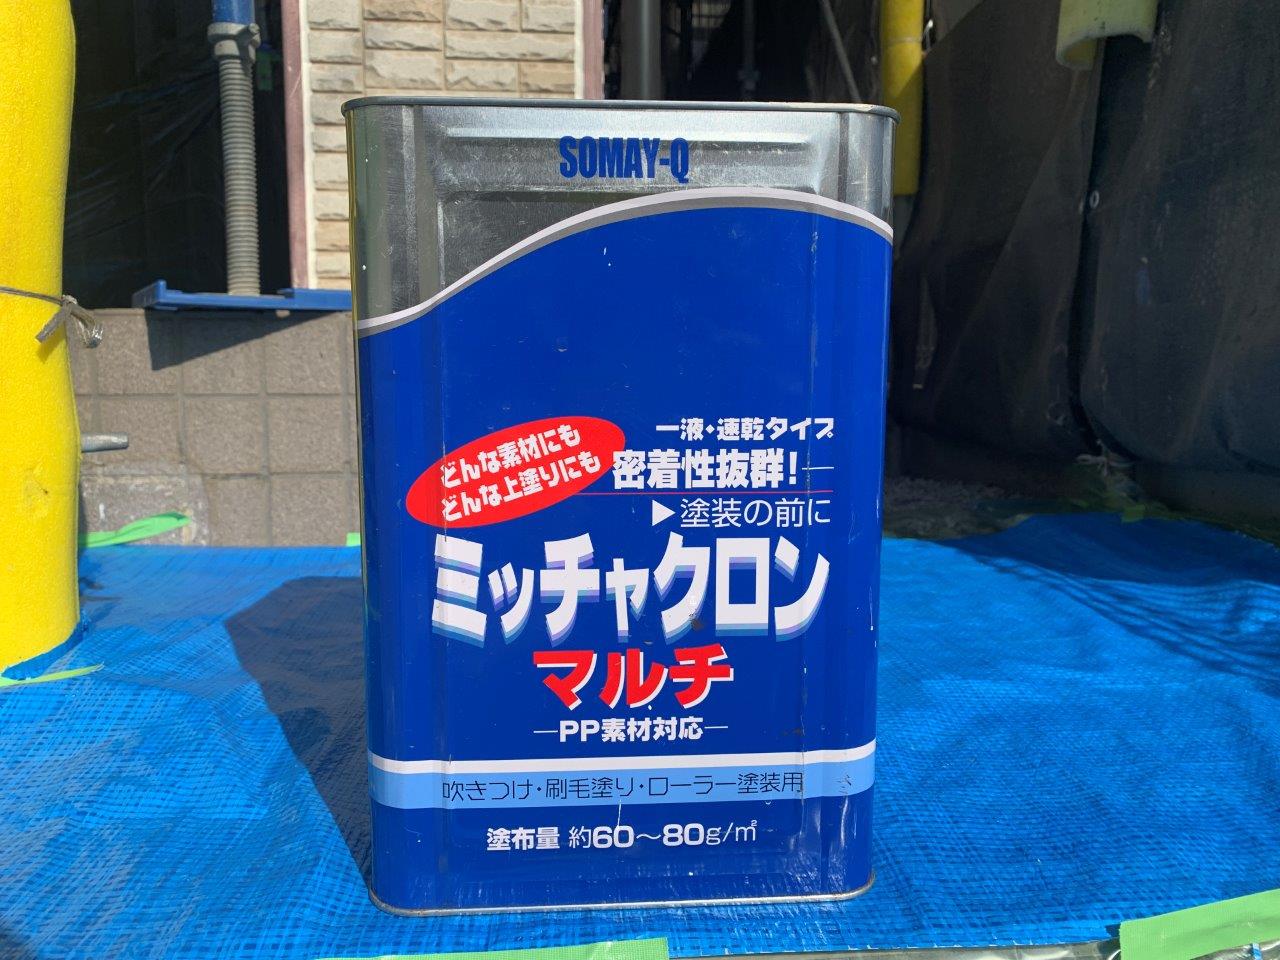 SOMAY-Q
どんな素材にも
どんな上塗りにも
一液・速乾タイプ
密着性抜群!
▶塗装の前に
ミッチャクロン
マルチ
―PP素材対応―
吹きつけ・刷毛塗り・ローラー塗装用
塗布量 約60～80g/㎡